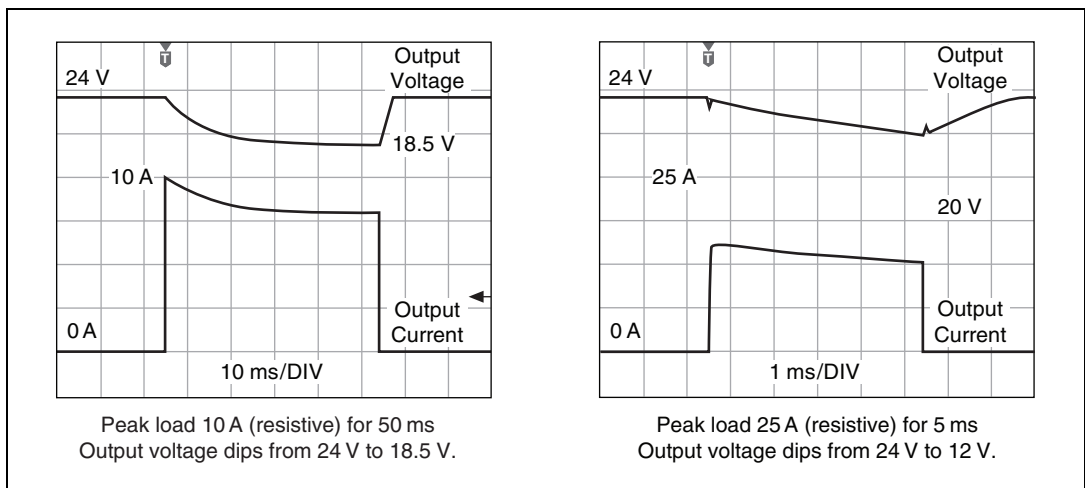 T
24 V
Output
Voltage
18.5 V
10 A
Output
Current
0 A
10 ms/DIV
Peak load 10 A (resistive) for 50 ms
Output voltage dips from 24 V to 18.5 V.
T
24 V
Output
Voltage
25 A
20 V
Output
Current
0 A
1 ms/DIV
Peak load 25 A (resistive) for 5 ms
Output voltage dips from 24 V to 12 V.